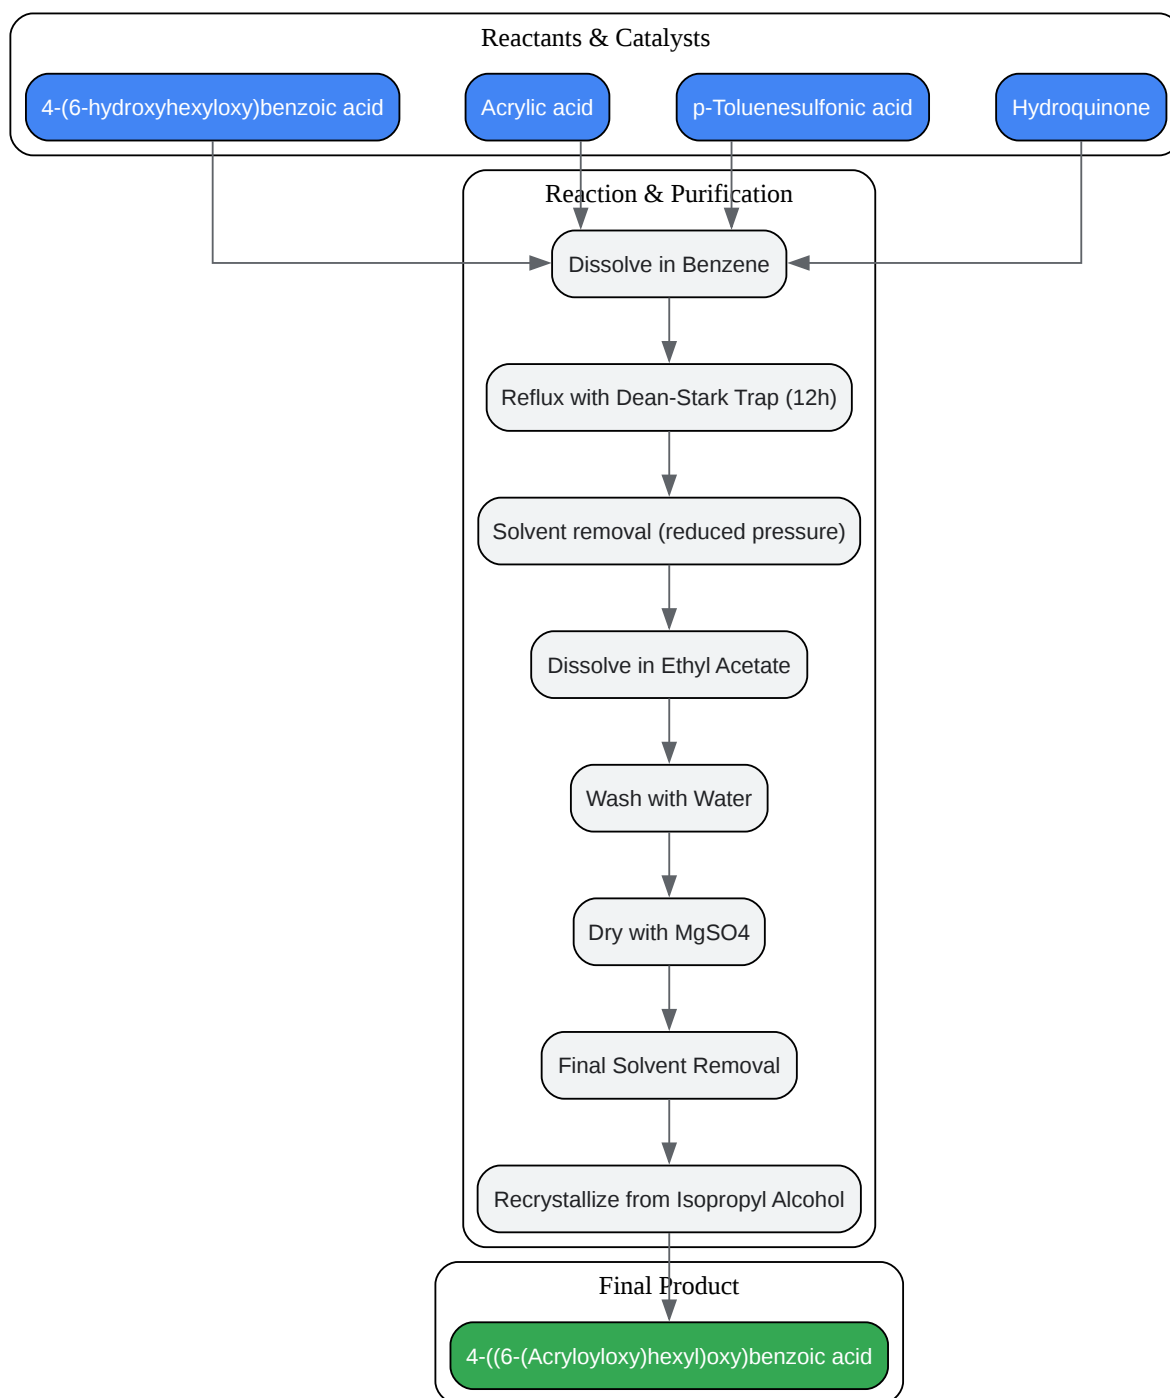 Reactants & Catalysts
4-(6-hydroxyhexyloxy)benzoic acid
Acrylic acid
p-Toluenesulfonic acid
Hydroquinone
Reaction & Purification
Dissolve in Benzene
Reflux with Dean-Stark Trap (12h)
Solvent removal (reduced pressure)
Dissolve in Ethyl Acetate
Wash with Water
Dry with MgSO4
Final Solvent Removal
Recrystallize from Isopropyl Alcohol
Final Product
4-((6-(Acryloyloxy)hexyl)oxy)benzoic acid